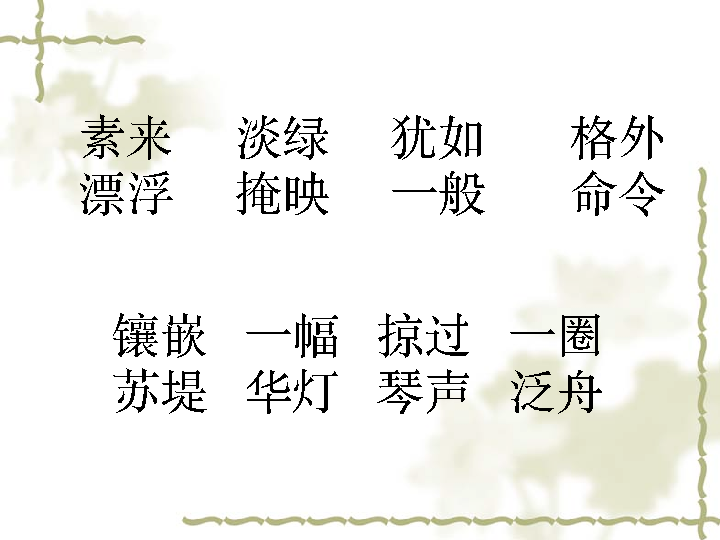 素来 淡绿 犹如 格外
漂浮 掩映 一般 命令
镶嵌 一幅 掠过 一圈
苏堤 华灯 琴声 泛舟